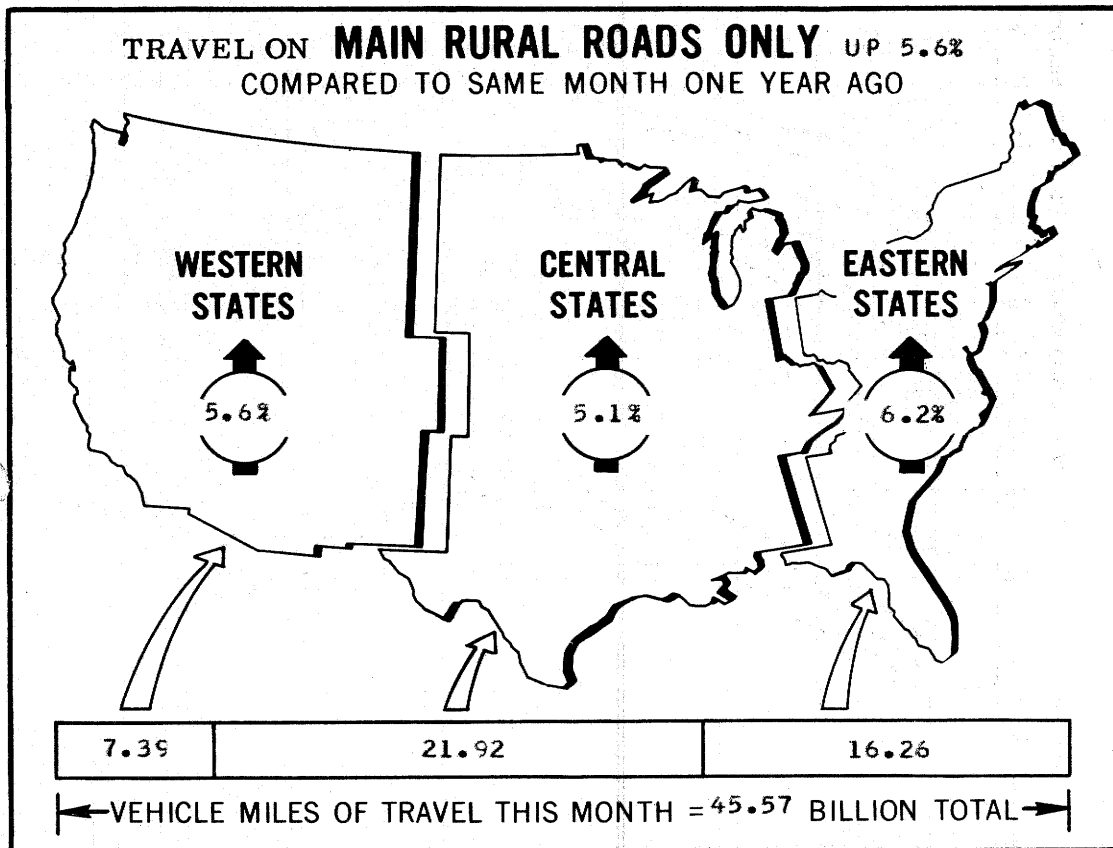 TRAVEL ON MAIN RURAL ROADS ONLY UP 5.6%
COMPARED TO SAME MONTH ONE YEAR AGO
WESTERN
STATES
5.6%
CENTRAL
STATES
5.1%
EASTERN
STATES
6.2%
7.39 21.92 16.26
VEHICLE MILES OF TRAVEL THIS MONTH = 45.57 BILLION TOTAL